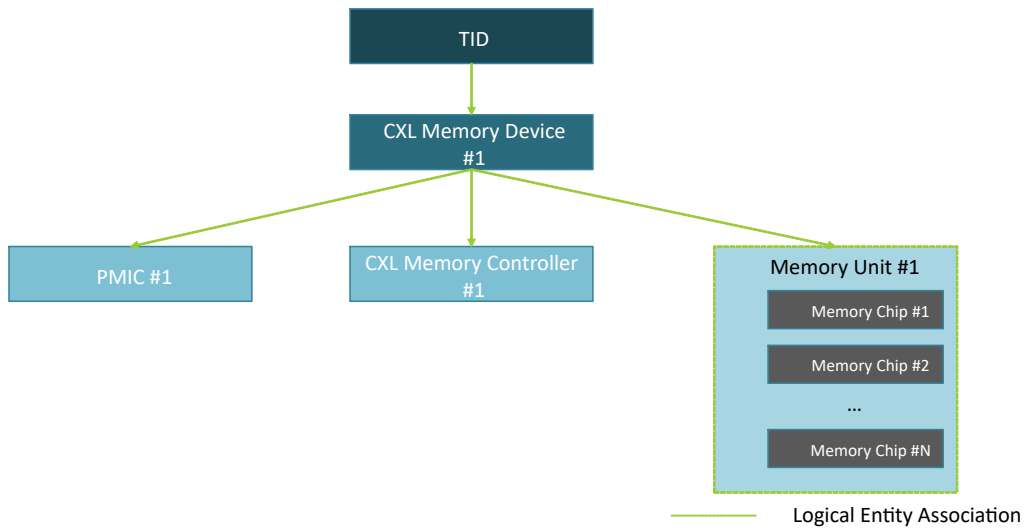 TID
CXL Memory Device
#1
PMIC #1
CXL Memory Controller
#1
Memory Unit #1
Memory Chip #1
Memory Chip #2
...
Memory Chip #N
Logical Entity Association